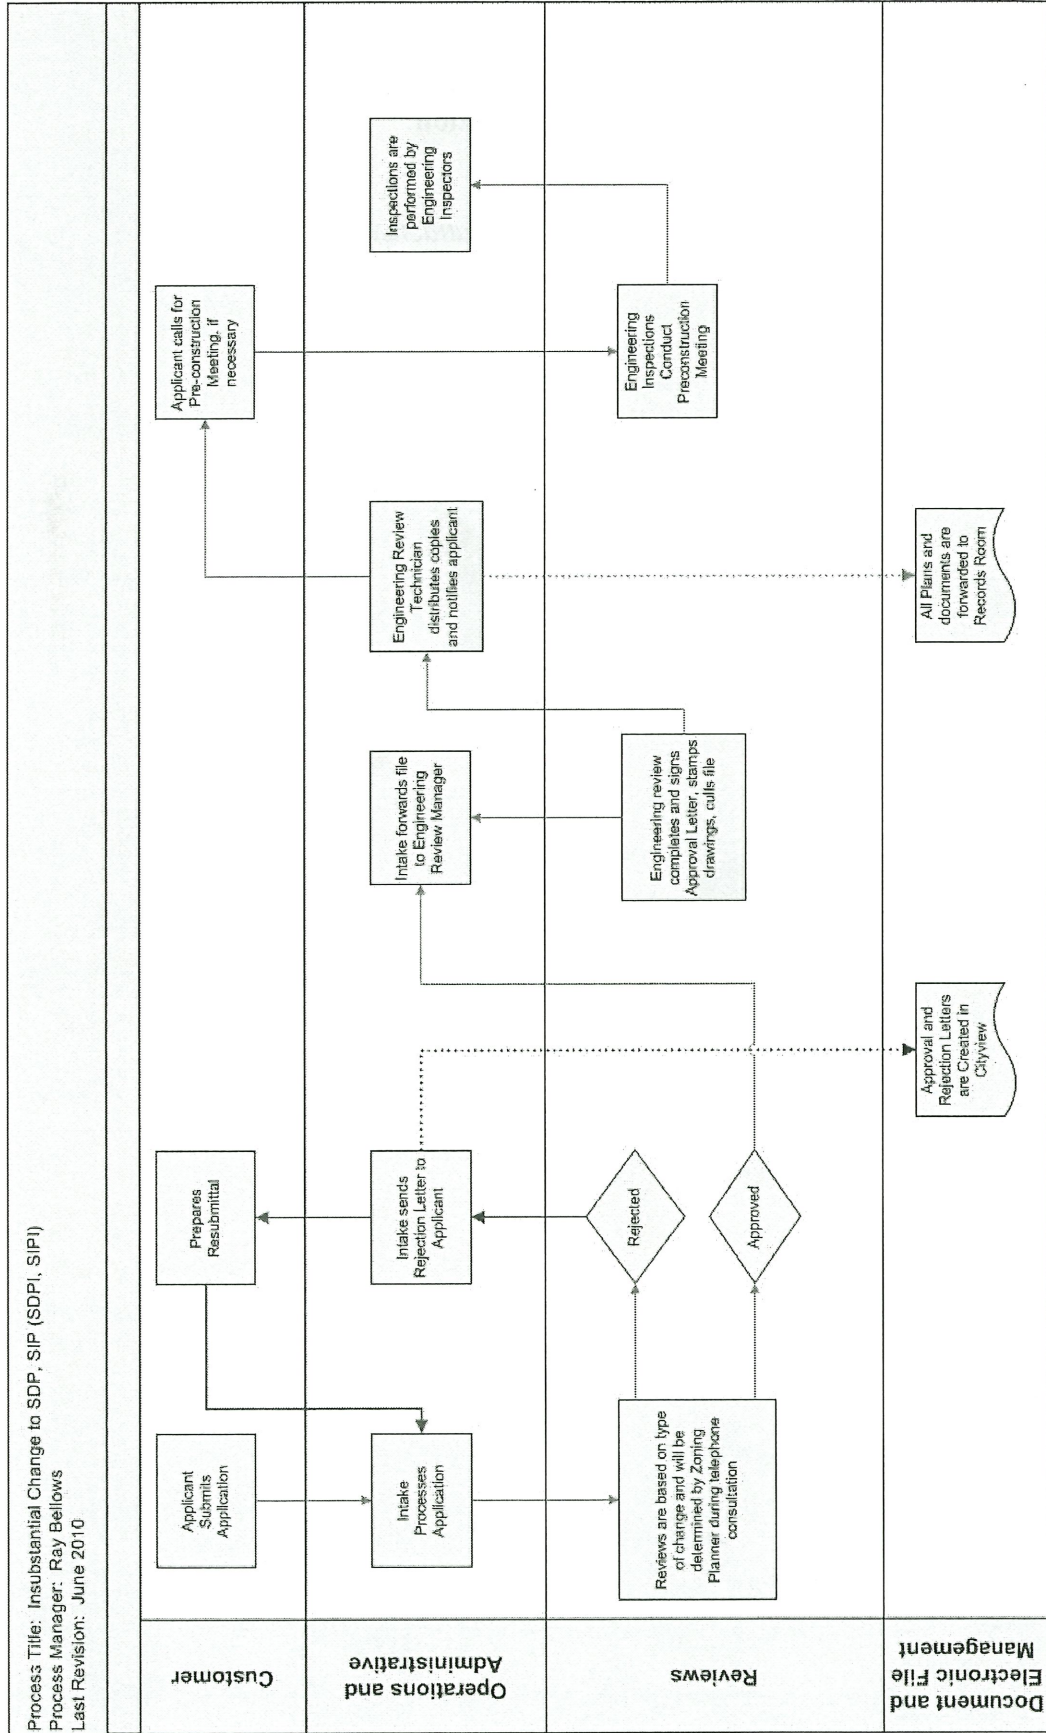 Process Title: Insubstantial Change to SDP, SIP (SDPI, SIPI)
Process Manager: Ray Bellows
Last Revision: June 2010
Customer
Applicant
Submits
Application
Prepares
Resubmittal
Applicant calls for
Pre-construction
Meeting, if
necessary
Operations and
Administrative
Intake
Processes
Application
Intake sends
Rejection Letter to
Applicant
Intake forwards file
to Engineering
Review Manager
Engineering Review
Technician
distributes copies
and notifies applicant
Inspections are
performed by
Engineering
Inspectors
Reviews
Reviews are based on type
of change and will be
determined by Zoning
Planner during telephone
consultation
Rejected
Approved
Engineering review
completes and signs
Approval Letter, stamps
drawings, culls file
Engineering
Inspections
Conduct
Preconstruction
Meeting
Document and
Electronic File
Management
Approval and
Rejection Letters
are Created in
Cityview
All Plans and
documents are
forwarded to
Records Room